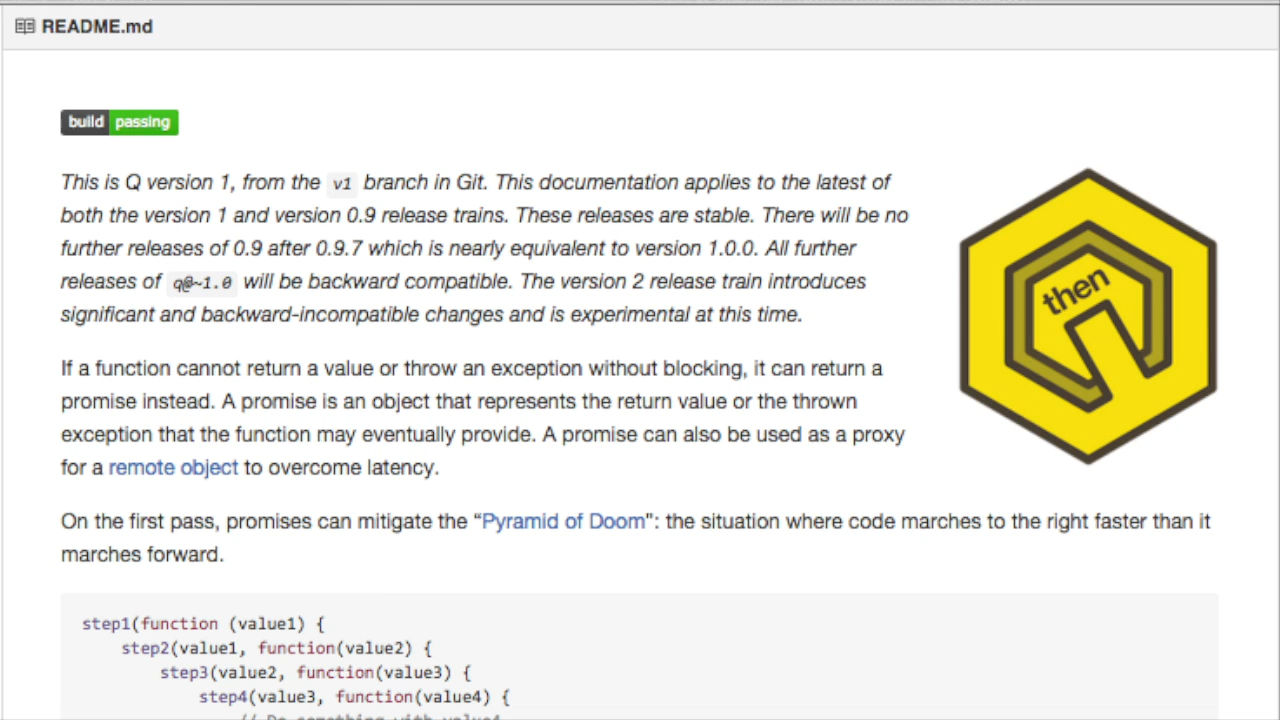 README.md
build passing
This is Q version 1, from the v1 branch in Git. This documentation applies to the latest of
both the version 1 and version 0.9 release trains. These releases are stable. There will be no
further releases of 0.9 after 0.9.7 which is nearly equivalent to version 1.0.0. All further
releases of q@~1.0 will be backward compatible. The version 2 release train introduces
significant and backward-incompatible changes and is experimental at this time.
then
If a function cannot return a value or throw an exception without blocking, it can return a
promise instead. A promise is an object that represents the return value or the thrown
exception that the function may eventually provide. A promise can also be used as a proxy
for a remote object to overcome latency.
On the first pass, promises can mitigate the “Pyramid of Doom”: the situation where code marches to the right faster than it
marches forward.
step1(function (value1) {
step2(value1, function(value2) {
step3(value2, function(value3) {
step4(value3, function(value4) {
// Do something with value4